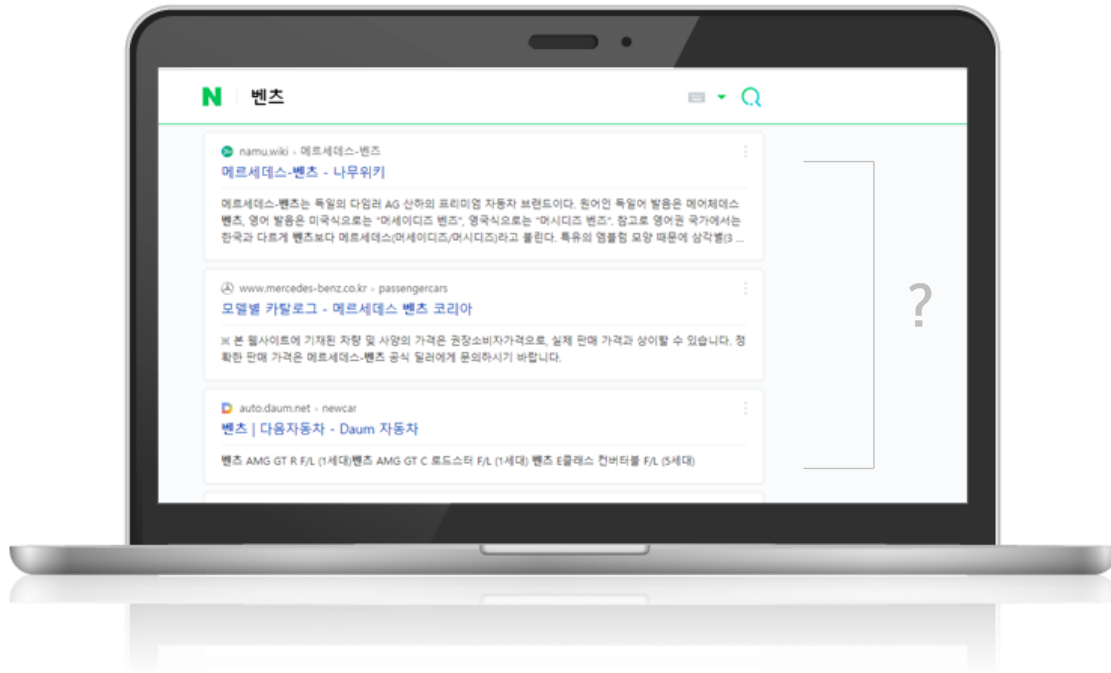 N 벤츠
namu.wiki › 메르세데스-벤츠
메르세데스-벤츠 - 나무위키
메르세데스-벤츠는 독일의 다임러 AG 산하의 프리미엄 자동차 브랜드이다. 원어인 독일어 발음은 메어체데스
벤츠, 영어 발음은 미국식으로는 "머세이디즈 벤즈", 영국식으로는 "머시디즈 벤즈". 참고로 영어권 국가에서는
한국과 다르게 벤츠보다 메르세데스(머세이디즈/머시디즈)라고 불린다. 특유의 엠블럼 모양 때문에 삼각별(3 ...
www.mercedes-benz.co.kr › passengercars
모델별 카탈로그 - 메르세데스 벤츠 코리아
※ 본 웹사이트에 기재된 차량 및 사양의 가격은 권장소비자가격으로, 실제 판매 가격과 상이할 수 있습니다. 정
확한 판매 가격은 메르세데스-벤츠 공식 딜러에게 문의하시기 바랍니다.
?
auto.daum.net › newcar
벤츠 | 다음자동차 - Daum 자동차
벤츠 AMG GT R F/L (1세대)벤츠 AMG GT C 로드스터 F/L (1세대) 벤츠 E클래스 컨버터블 F/L (5세대)